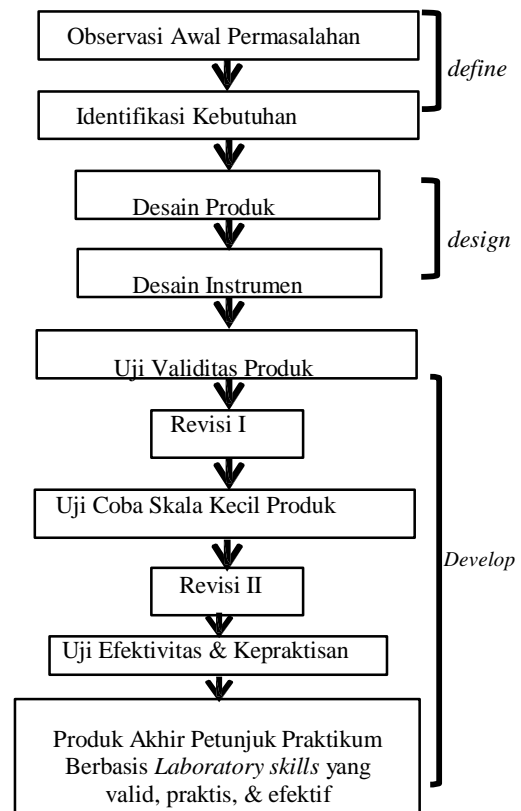 Observasi Awal Permasalahan
define
Identifikasi Kebutuhan
Desain Produk
design
Desain Instrumen
Uji Validitas Produk
Revisi I
Uji Coba Skala Kecil Produk
Develop
Revisi II
Uji Efektivitas & Kepraktisan
Produk Akhir Petunjuk Praktikum
Berbasis Laboratory skills yang
valid, praktis, & efektif